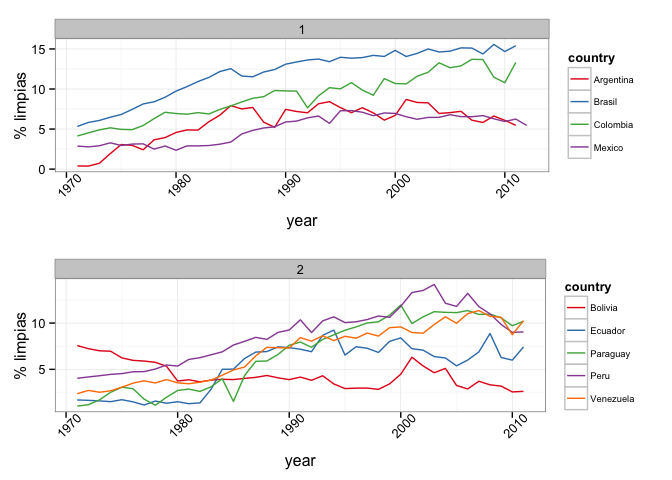 1
% limpias
15
10
5
0
1970
1980
1990
2000
2010
year
country
Argentina
Brasil
Colombia
Mexico
2
% limpias
10
5
1970
1980
1990
2000
2010
year
country
Bolivia
Ecuador
Paraguay
Peru
Venezuela